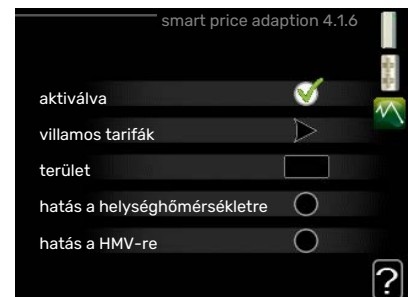 smart price adaption 4.1.6
aktiválva
villamos tarifák
terület
hatás a helységhőmérsékletre
hatás a HMV-re
?